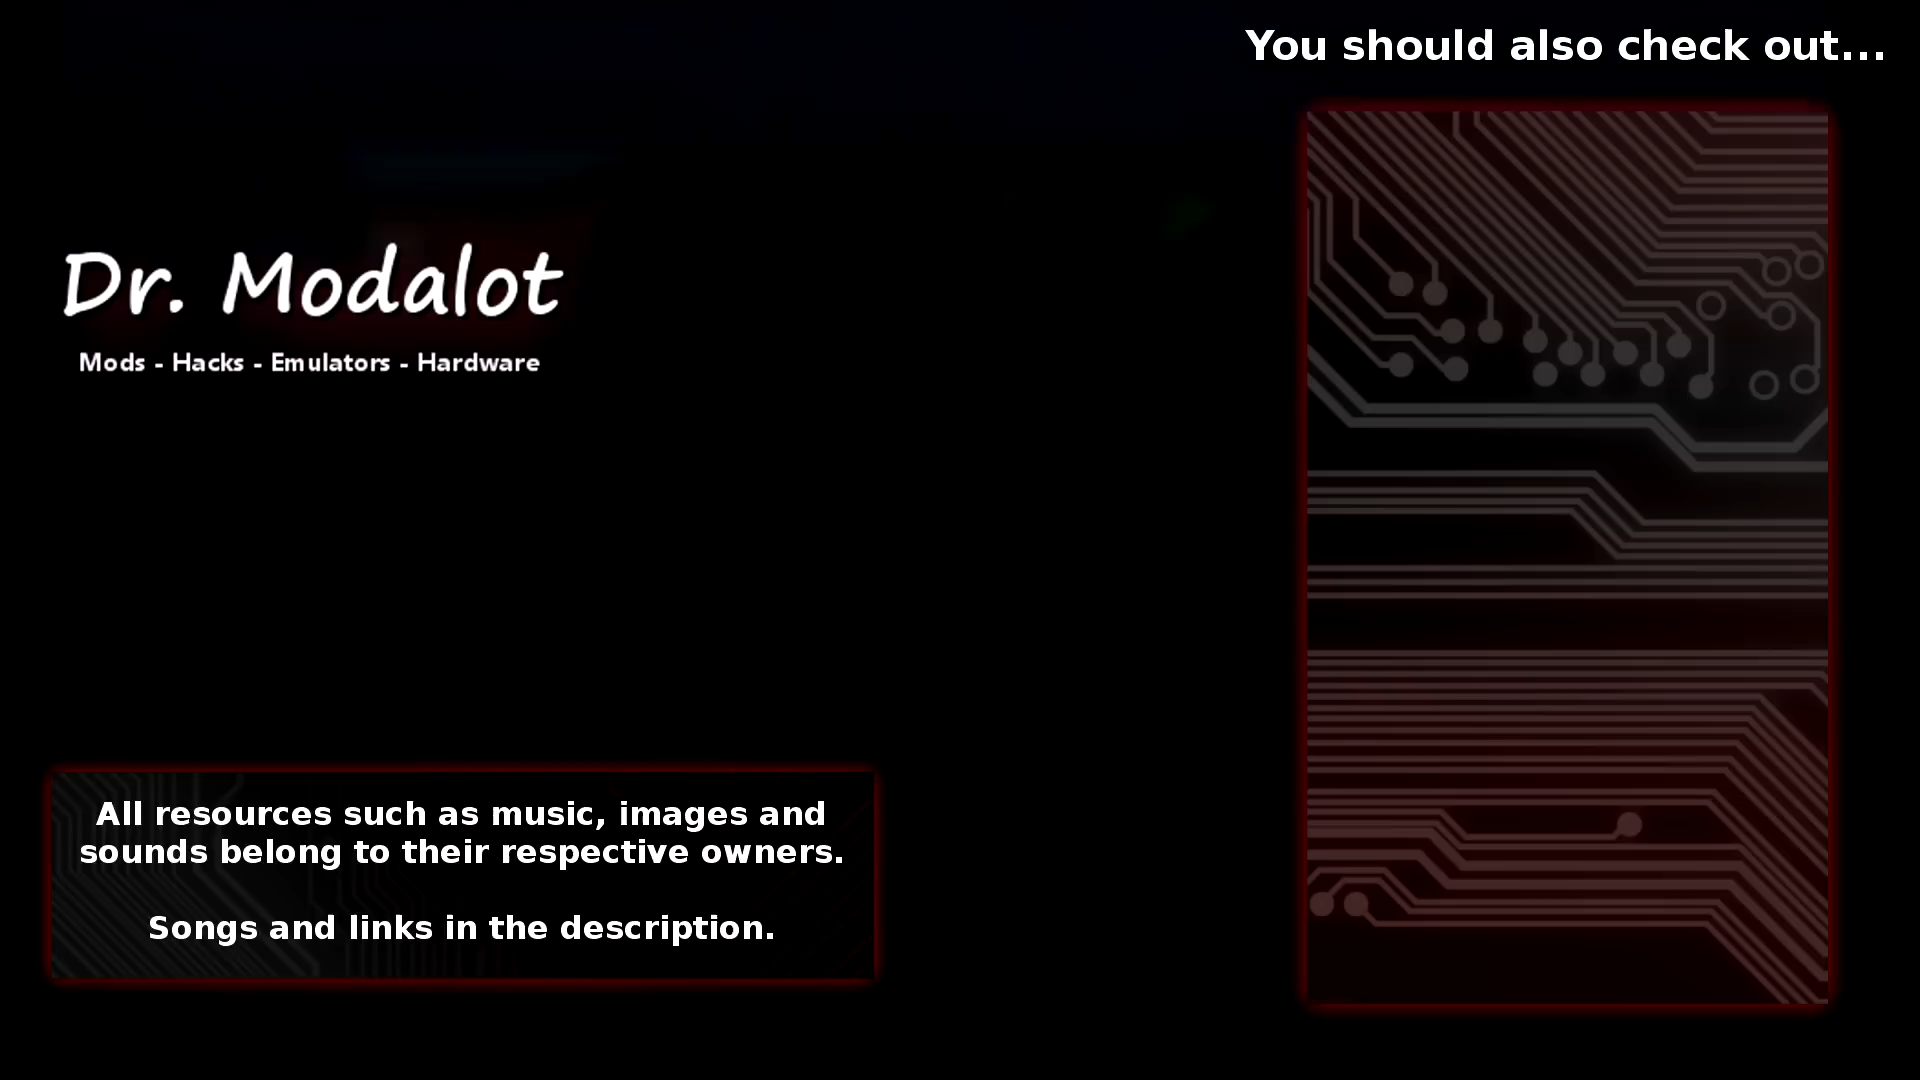 You should also check out...
Dr. Modalot
Mods - Hacks - Emulators - Hardware
All resources such as music, images and
sounds belong to their respective owners.
Songs and links in the description.